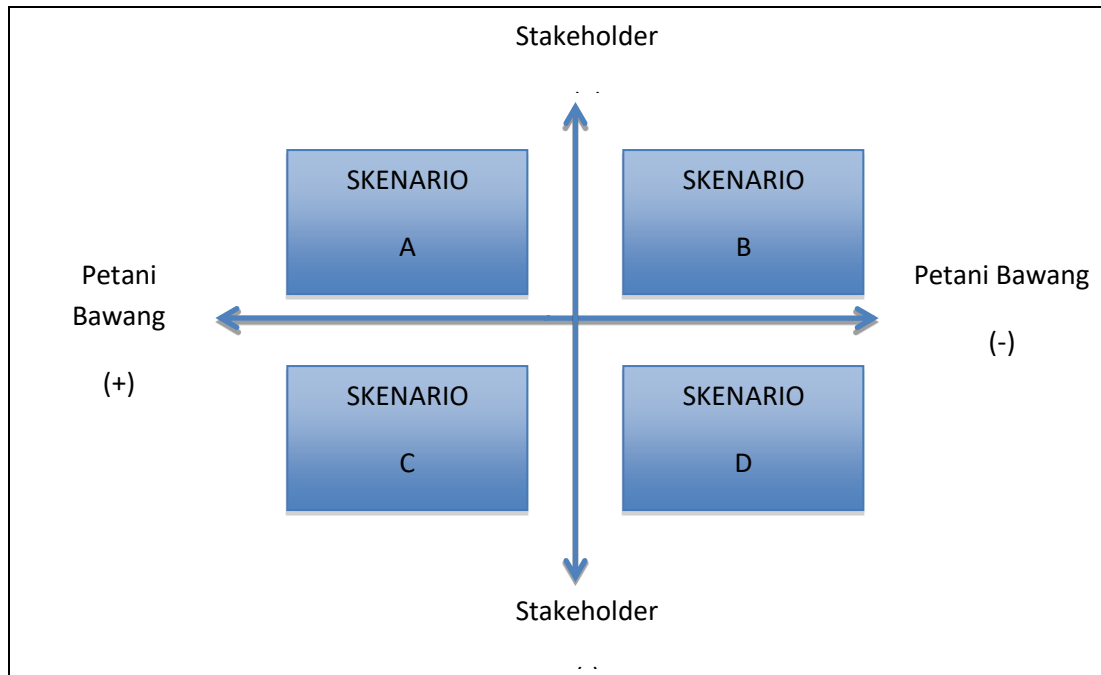 Stakeholder
SKENARIO
A
SKENARIO
B
Petani
Bawang
(+)
Petani Bawang
(-)
SKENARIO
C
SKENARIO
D
Stakeholder